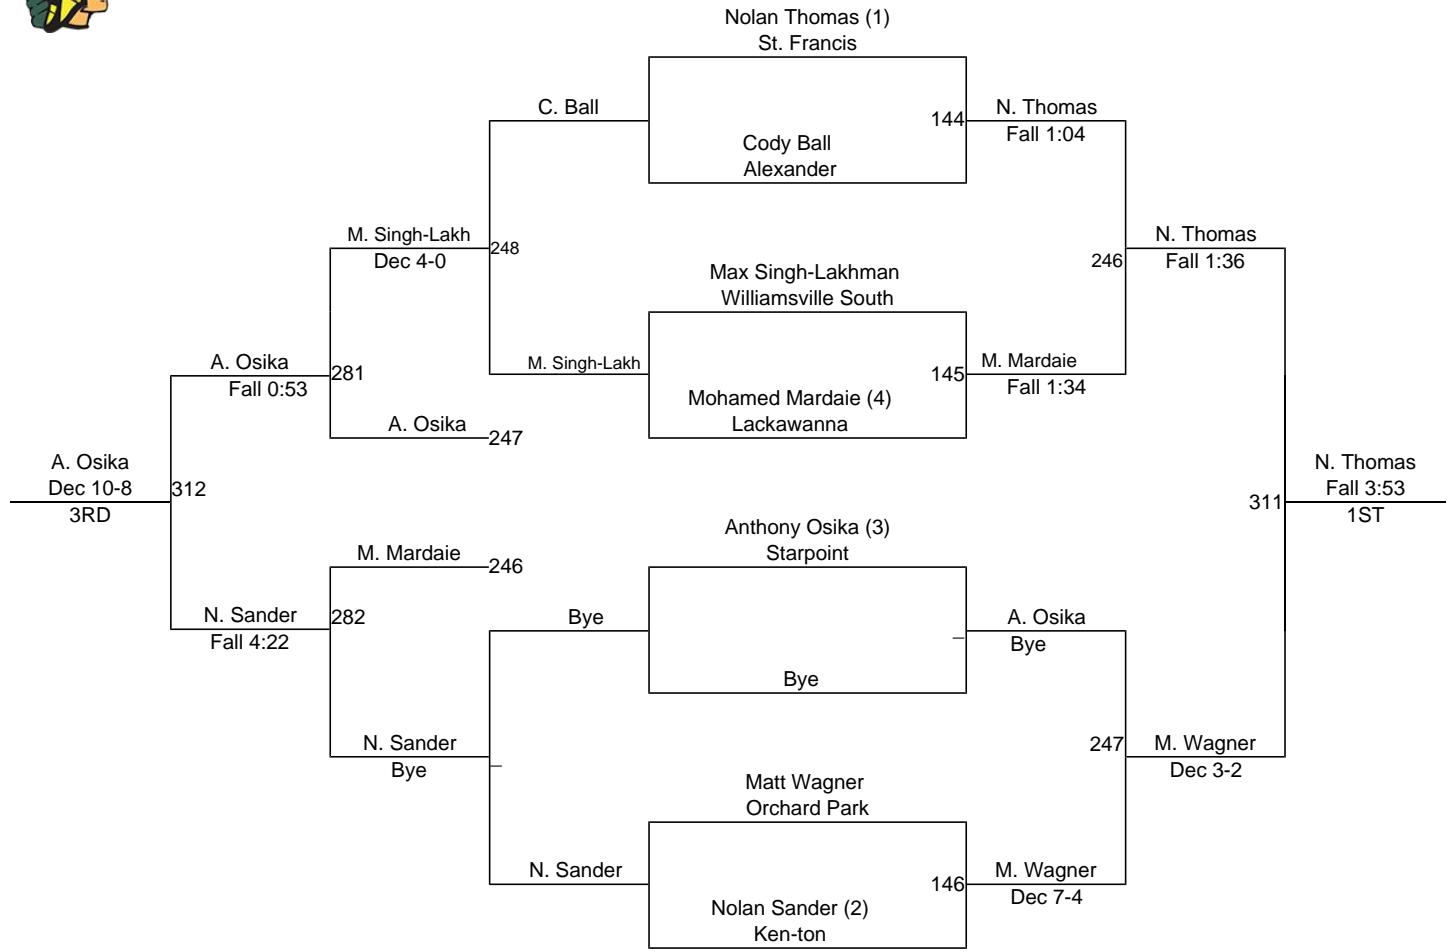 Nolan Thomas (1)
St. Francis
C. Ball
144
N. Thomas
Fall 1:04
Cody Ball
Alexander
M. Singh-Lakh
Dec 4-0
248
N. Thomas
Fall 1:36
246
Max Singh-Lakhman
Williamsville South
A. Osika
Fall 0:53
281
M. Singh-Lakh
145
M. Mardaie
Fall 1:34
Mohamed Mardaie (4)
Lackawanna
A. Osika
247
A. Osika
Dec 10-8
3RD
312
311
N. Thomas
Fall 3:53
1ST
Anthony Osika (3)
Starpoint
M. Mardaie
246
N. Sander
Fall 4:22
282
Bye
A. Osika
Bye
Bye
N. Sander
Bye
247
M. Wagner
Dec 3-2
Matt Wagner
Orchard Park
N. Sander
146
M. Wagner
Dec 7-4
Nolan Sander (2)
Ken-ton